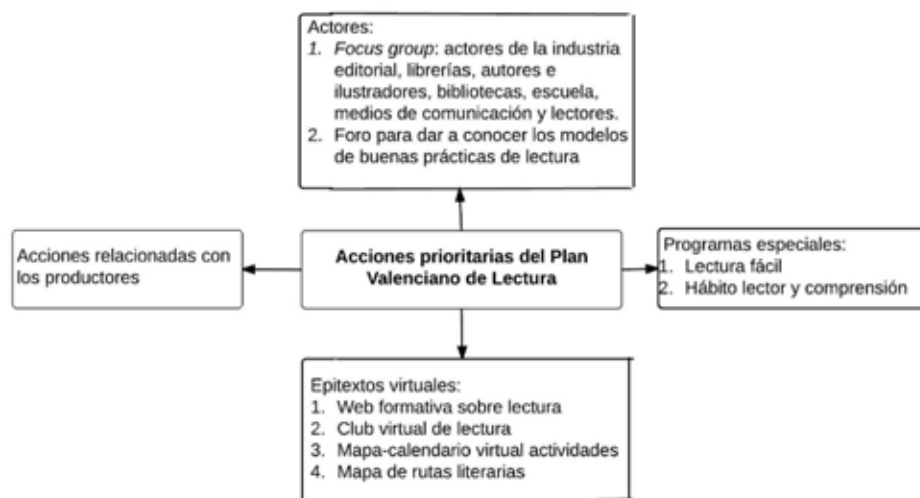 Actores:
1. Focus group: actores de la industria
editorial, librerías, autores e
ilustradores, bibliotecas, escuela,
medios de comunicación y lectores.
2. Foro para dar a conocer los modelos
de buenas prácticas de lectura
Acciones relacionadas con
los productores
Acciones prioritarias del Plan
Valenciano de Lectura
Programas especiales:
1. Lectura fácil
2. Hábito lector y comprensión
Epitextos virtuales:
1. Web formativa sobre lectura
2. Club virtual de lectura
3. Mapa-calendario virtual actividades
4. Mapa de rutas literarias